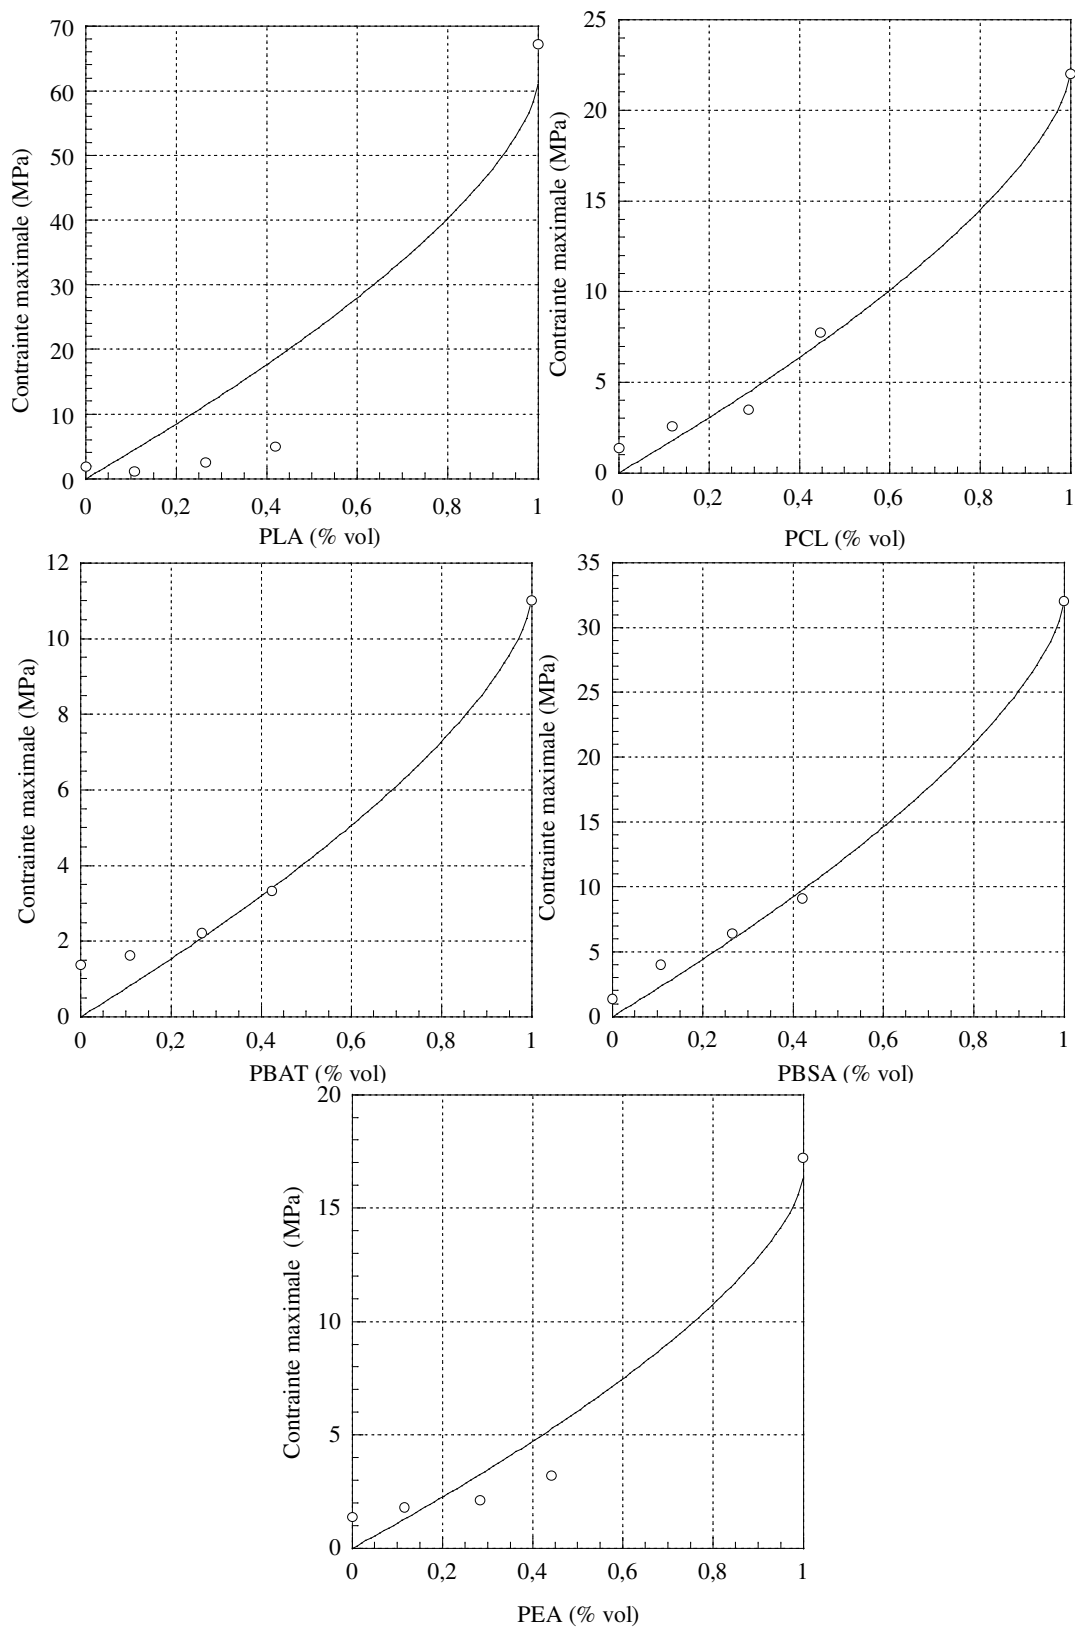 70
60
50
40
30
20
10
0
Contrainte maximale (MPa)
0 0,2 0,4 0,6 0,8 1
PLA (% vol)
25
20
15
10
5
0
Contrainte maximale (MPa)
0 0,2 0,4 0,6 0,8 1
PCL (% vol)
12
10
8
6
4
2
0
Contrainte maximale (MPa)
0 0,2 0,4 0,6 0,8 1
PBAT (% vol)
35
30
25
20
15
10
5
0
Contrainte maximale (MPa)
0 0,2 0,4 0,6 0,8 1
PBSA (% vol)
20
15
10
5
0
Contrainte maximale (MPa)
0 0,2 0,4 0,6 0,8 1
PEA (% vol)